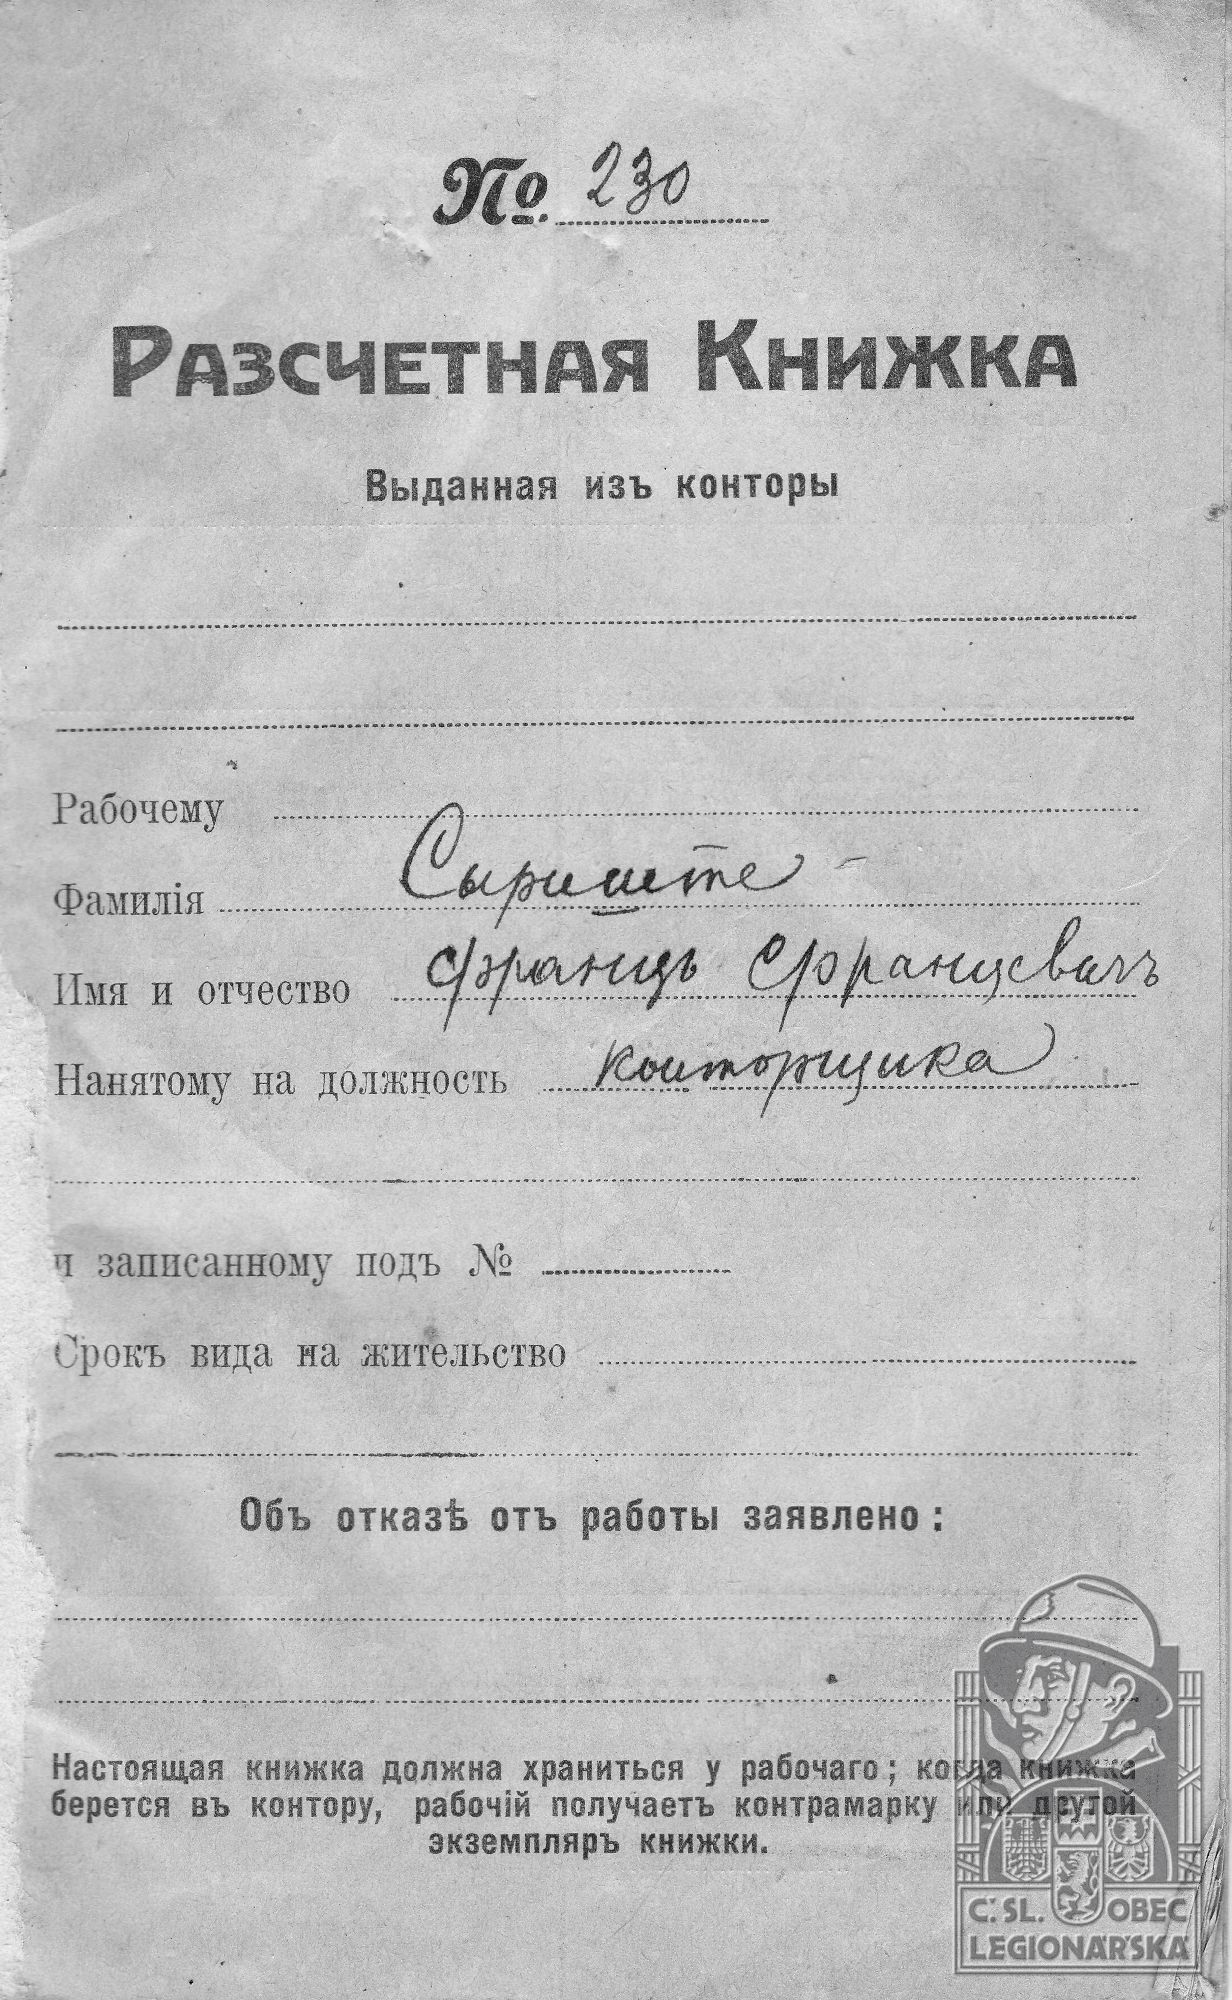 № 230
Разсчетная Книжка
Выданная изъ конторы
Рабочему
Фамилія Сыриште
Имя и отчество Францъ Францевичъ
Нанятому на должность конторщика
и записанному подъ №
Срокъ вида на жительство
Объ отказѣ отъ работы заявлено:
Настоящая книжка должна храниться у рабочаго; когда книжка
берется въ контору, рабочій получаетъ контрамарку или другой
экземпляръ книжки.
Č. SL. OBEC
LEGIONÁŘSKÁ